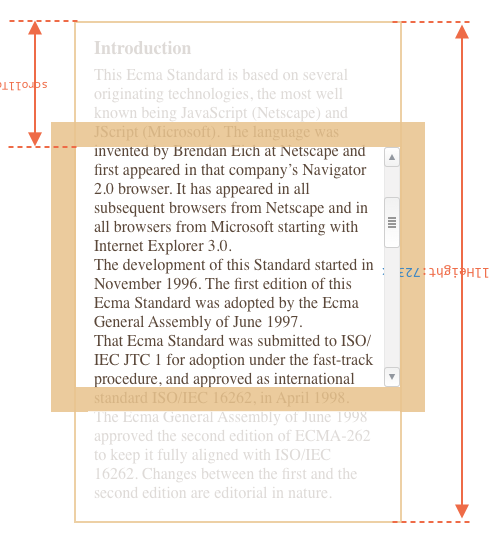 Introduction
This Ecma Standard is based on several
originating technologies, the most well
known being JavaScript (Netscape) and
JScript (Microsoft). The language was
invented by Brendan Eich at Netscape and
first appeared in that company’s Navigator
2.0 browser. It has appeared in all
subsequent browsers from Netscape and in
all browsers from Microsoft starting with
Internet Explorer 3.0.
The development of this Standard started in
November 1996. The first edition of this
Ecma Standard was adopted by the Ecma
General Assembly of June 1997.
That Ecma Standard was submitted to ISO/
IEC JTC 1 for adoption under the fast-track
procedure, and approved as international
standard ISO/IEC 16262, in April 1998.
The Ecma General Assembly of June 1998
approved the second edition of ECMA-262
to keep it fully aligned with ISO/IEC
16262. Changes between the first and the
second edition are editorial in nature.